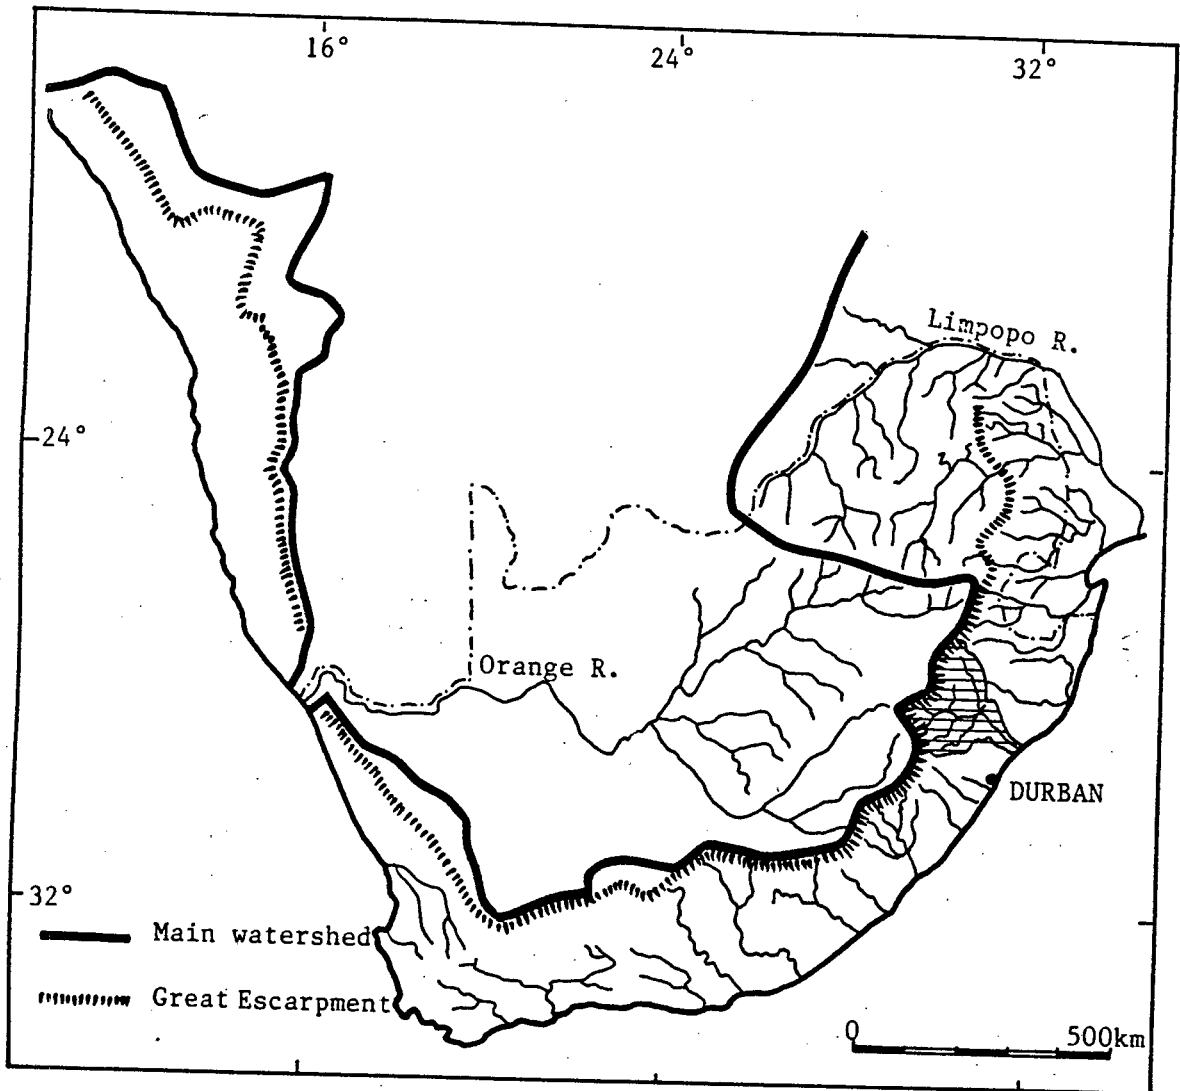 16°
24°
32°
Limpopo R.
24°
Orange R.
DURBAN
32°
Main watershed
Great Escarpment
0
500km